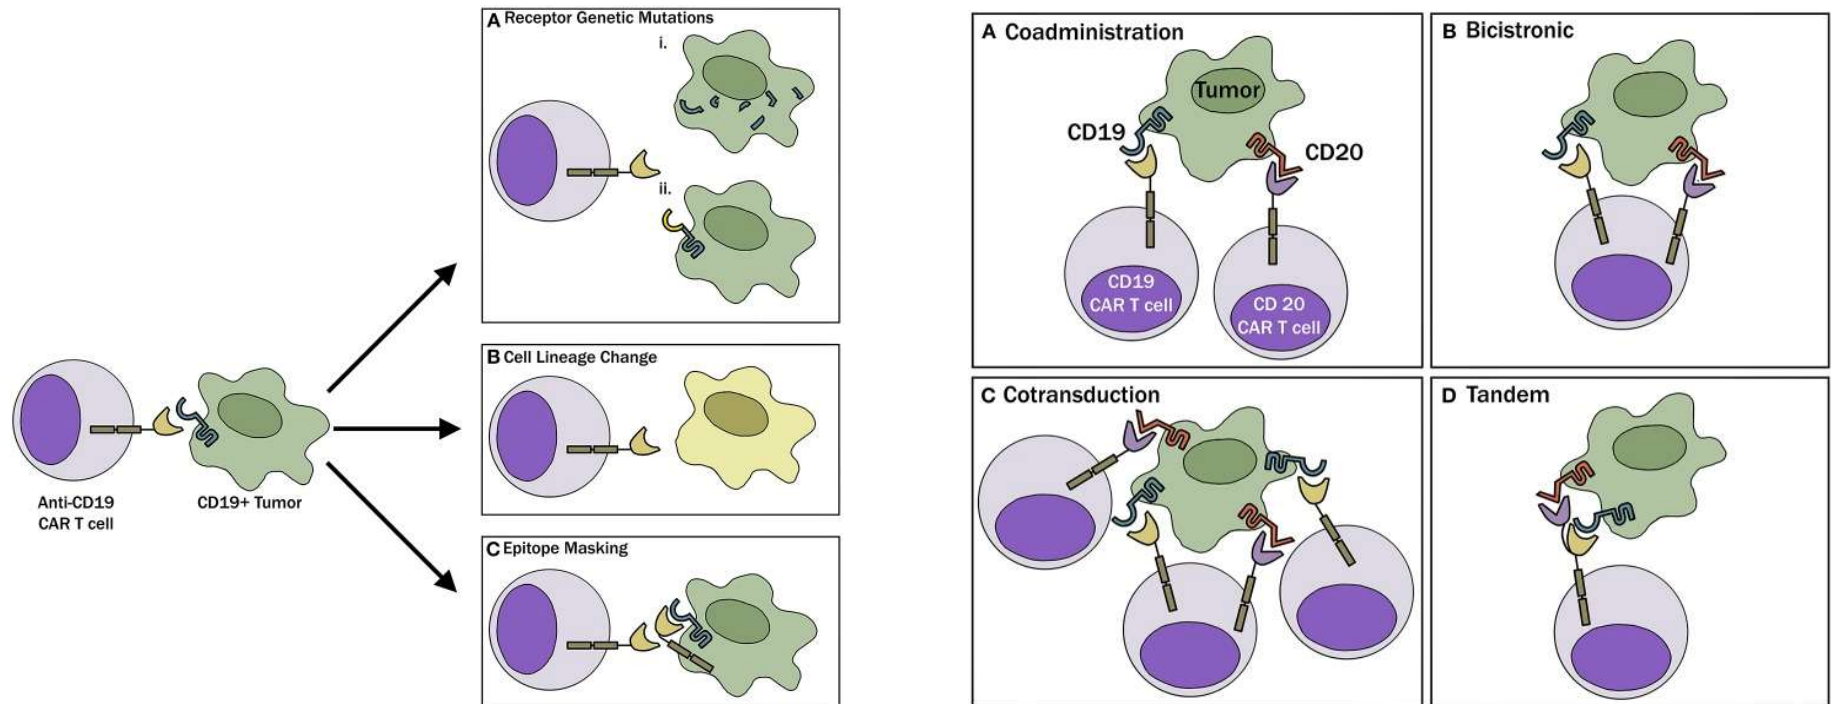 Anti-CD19
CAR T cell
CD19+ Tumor
A Receptor Genetic Mutations
i.
ii.
B Cell Lineage Change
C Epitope Masking
A Coadministration
Tumor
CD19
CD20
CD19
CAR T cell
CD 20
CAR T cell
B Bicistronic
C Cotransduction
D Tandem